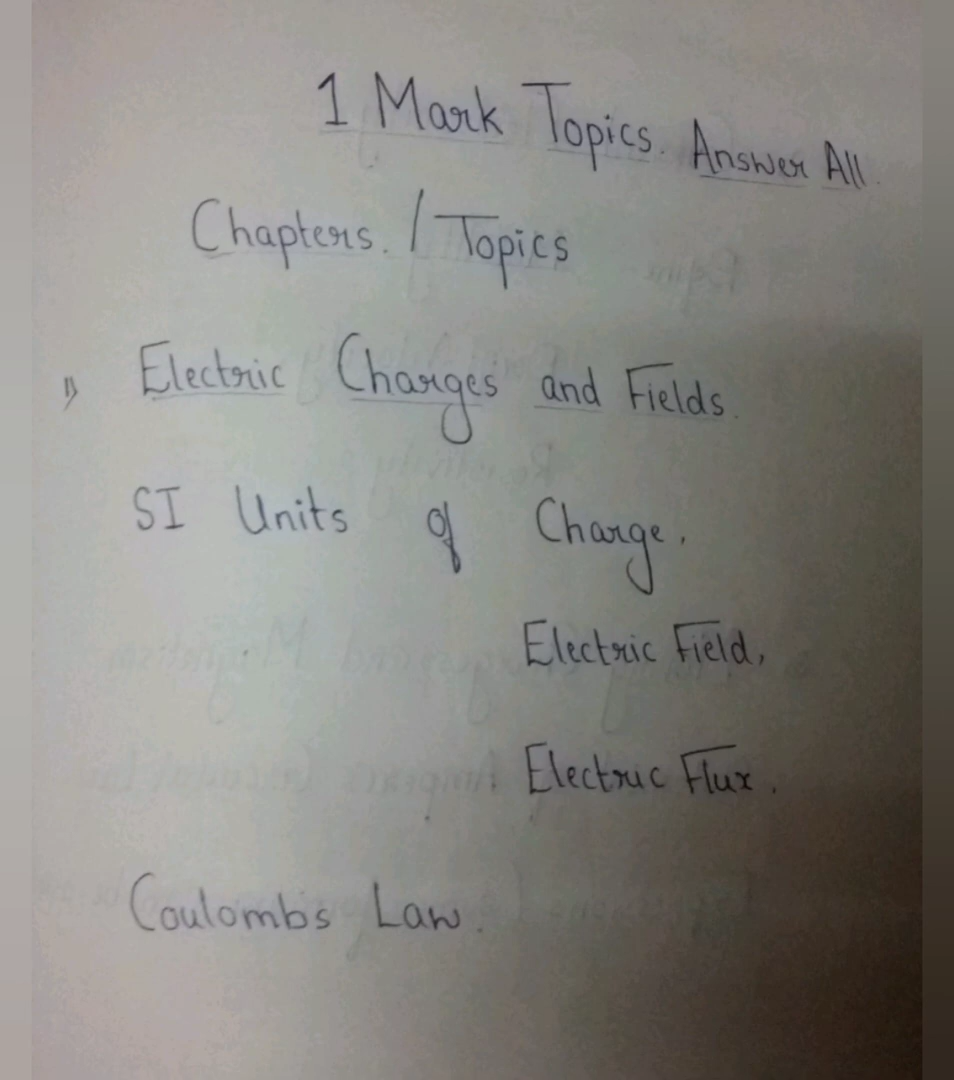 1 Mark Topics. Answer All.
Chapters. / Topics
1) Electric Charges and Fields.
SI Units of Charge.
Electric Field,
Electric Flux.
Coulombs Law.